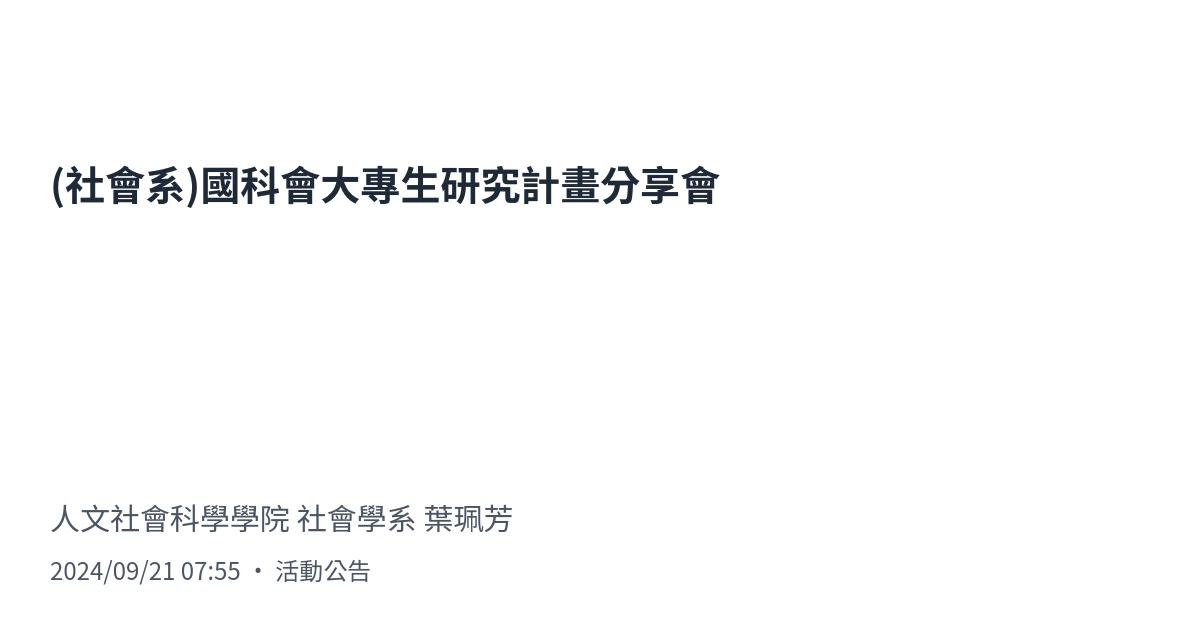 (社會系)國科會大專生研究計畫分享會
人文社會科學學院 社會學系 葉珮芳
2024/09/21 07:55 • 活動公告